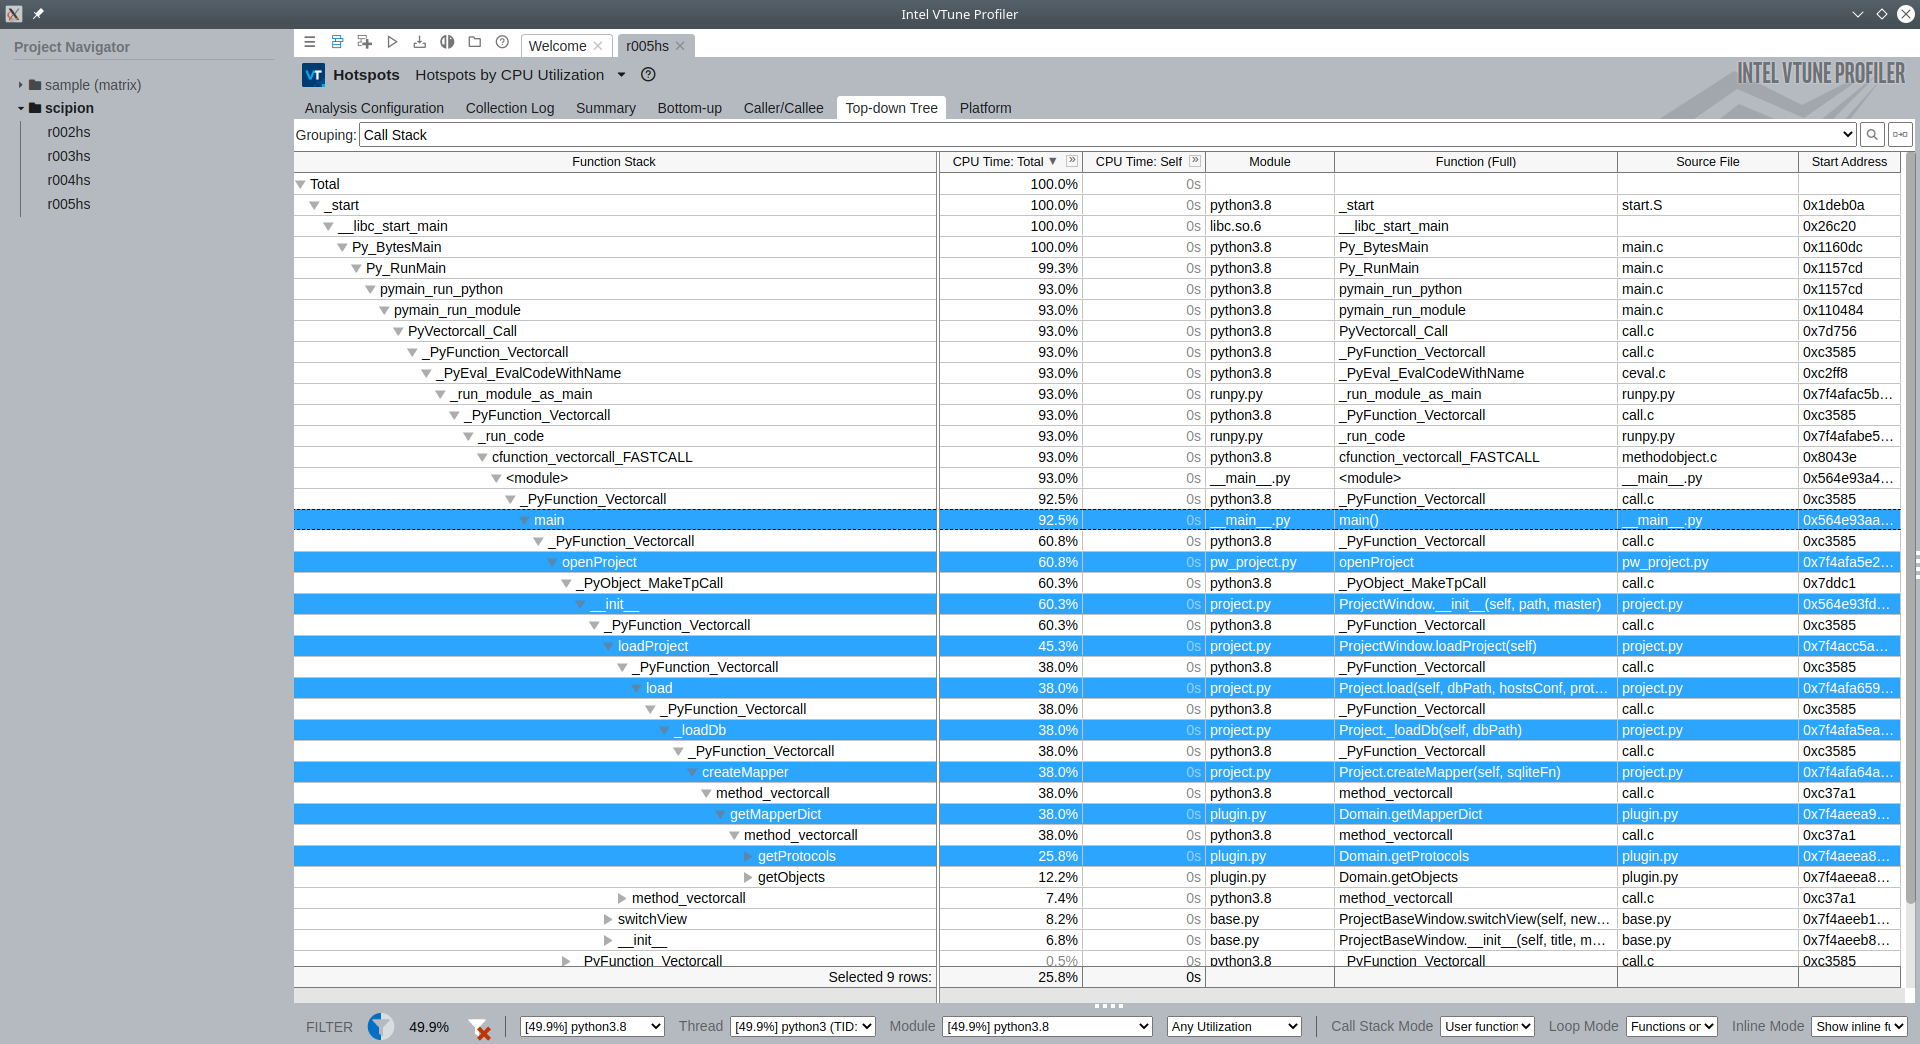 Intel VTune Profiler
Project Navigator
sample (matrix)
scipion
r002hs
r003hs
r004hs
r005hs
Welcome
r005hs
VT Hotspots Hotspots by CPU Utilization
INTEL VTUNE PROFILER
Analysis Configuration Collection Log Summary Bottom-up Caller/Callee Top-down Tree Platform
Grouping: Call Stack
Function Stack CPU Time: Total CPU Time: Self Module Function (Full) Source File Start Address
Total 100.0% 0s
_start 100.0% 0s python3.8 _start start.S 0x1deb0a
__libc_start_main 100.0% 0s libc.so.6 __libc_start_main 0x26c20
Py_BytesMain 100.0% 0s python3.8 Py_BytesMain main.c 0x1160dc
Py_RunMain 99.3% 0s python3.8 Py_RunMain main.c 0x1157cd
pymain_run_python 93.0% 0s python3.8 pymain_run_python main.c 0x1157cd
pymain_run_module 93.0% 0s python3.8 pymain_run_module main.c 0x110484
PyVectorcall_Call 93.0% 0s python3.8 PyVectorcall_Call call.c 0x7d756
_PyFunction_Vectorcall 93.0% 0s python3.8 _PyFunction_Vectorcall call.c 0xc3585
_PyEval_EvalCodeWithName 93.0% 0s python3.8 _PyEval_EvalCodeWithName ceval.c 0xc2ff8
_run_module_as_main 93.0% 0s runpy.py _run_module_as_main runpy.py 0x7f4afac5b...
_PyFunction_Vectorcall 93.0% 0s python3.8 _PyFunction_Vectorcall call.c 0xc3585
_run_code 93.0% 0s runpy.py _run_code runpy.py 0x7f4afabe5...
cfunction_vectorcall_FASTCALL 93.0% 0s python3.8 cfunction_vectorcall_FASTCALL methodobject.c 0x8043e
<module> 93.0% 0s __main__.py <module> __main__.py 0x564e93a4...
_PyFunction_Vectorcall 92.5% 0s python3.8 _PyFunction_Vectorcall call.c 0xc3585
main 92.5% 0s __main__.py main() __main__.py 0x564e93aa...
_PyFunction_Vectorcall 60.8% 0s python3.8 _PyFunction_Vectorcall call.c 0xc3585
openProject 60.8% 0s pw_project.py openProject pw_project.py 0x7f4afa5e2...
_PyObject_MakeTpCall 60.3% 0s python3.8 _PyObject_MakeTpCall call.c 0x7ddc1
__init__ 60.3% 0s project.py ProjectWindow.__init__(self, path, master) project.py 0x564e93fd...
_PyFunction_Vectorcall 60.3% 0s python3.8 _PyFunction_Vectorcall call.c 0xc3585
loadProject 45.3% 0s project.py ProjectWindow.loadProject(self) project.py 0x7f4acc5a...
_PyFunction_Vectorcall 38.0% 0s python3.8 _PyFunction_Vectorcall call.c 0xc3585
load 38.0% 0s project.py Project.load(self, dbPath, hostsConf, prot... project.py 0x7f4afa659...
_PyFunction_Vectorcall 38.0% 0s python3.8 _PyFunction_Vectorcall call.c 0xc3585
_loadDb 38.0% 0s project.py Project._loadDb(self, dbPath) project.py 0x7f4afa5ea...
_PyFunction_Vectorcall 38.0% 0s python3.8 _PyFunction_Vectorcall call.c 0xc3585
createMapper 38.0% 0s project.py Project.createMapper(self, sqliteFn) project.py 0x7f4afa64a...
method_vectorcall 38.0% 0s python3.8 method_vectorcall call.c 0xc37a1
getMapperDict 38.0% 0s plugin.py Domain.getMapperDict plugin.py 0x7f4aeea9...
method_vectorcall 38.0% 0s python3.8 method_vectorcall call.c 0xc37a1
getProtocols 25.8% 0s plugin.py Domain.getProtocols plugin.py 0x7f4aeea8...
getObjects 12.2% 0s plugin.py Domain.getObjects plugin.py 0x7f4aeea8...
method_vectorcall 7.4% 0s python3.8 method_vectorcall call.c 0xc37a1
switchView 8.2% 0s base.py ProjectBaseWindow.switchView(self, new... base.py 0x7f4aeeb1...
__init__ 6.8% 0s base.py ProjectBaseWindow.__init__(self, title, m... base.py 0x7f4aeeb8...
_PyFunction_Vectorcall 0.5% 0s python3.8 _PyFunction_Vectorcall call.c 0xc3585
Selected 9 rows: 25.8% 0s
FILTER 49.9% [49.9%] python3.8 Thread [49.9%] python3 (TID: Module [49.9%] python3.8 Any Utilization Call Stack Mode User function Loop Mode Functions or Inline Mode Show inline fu